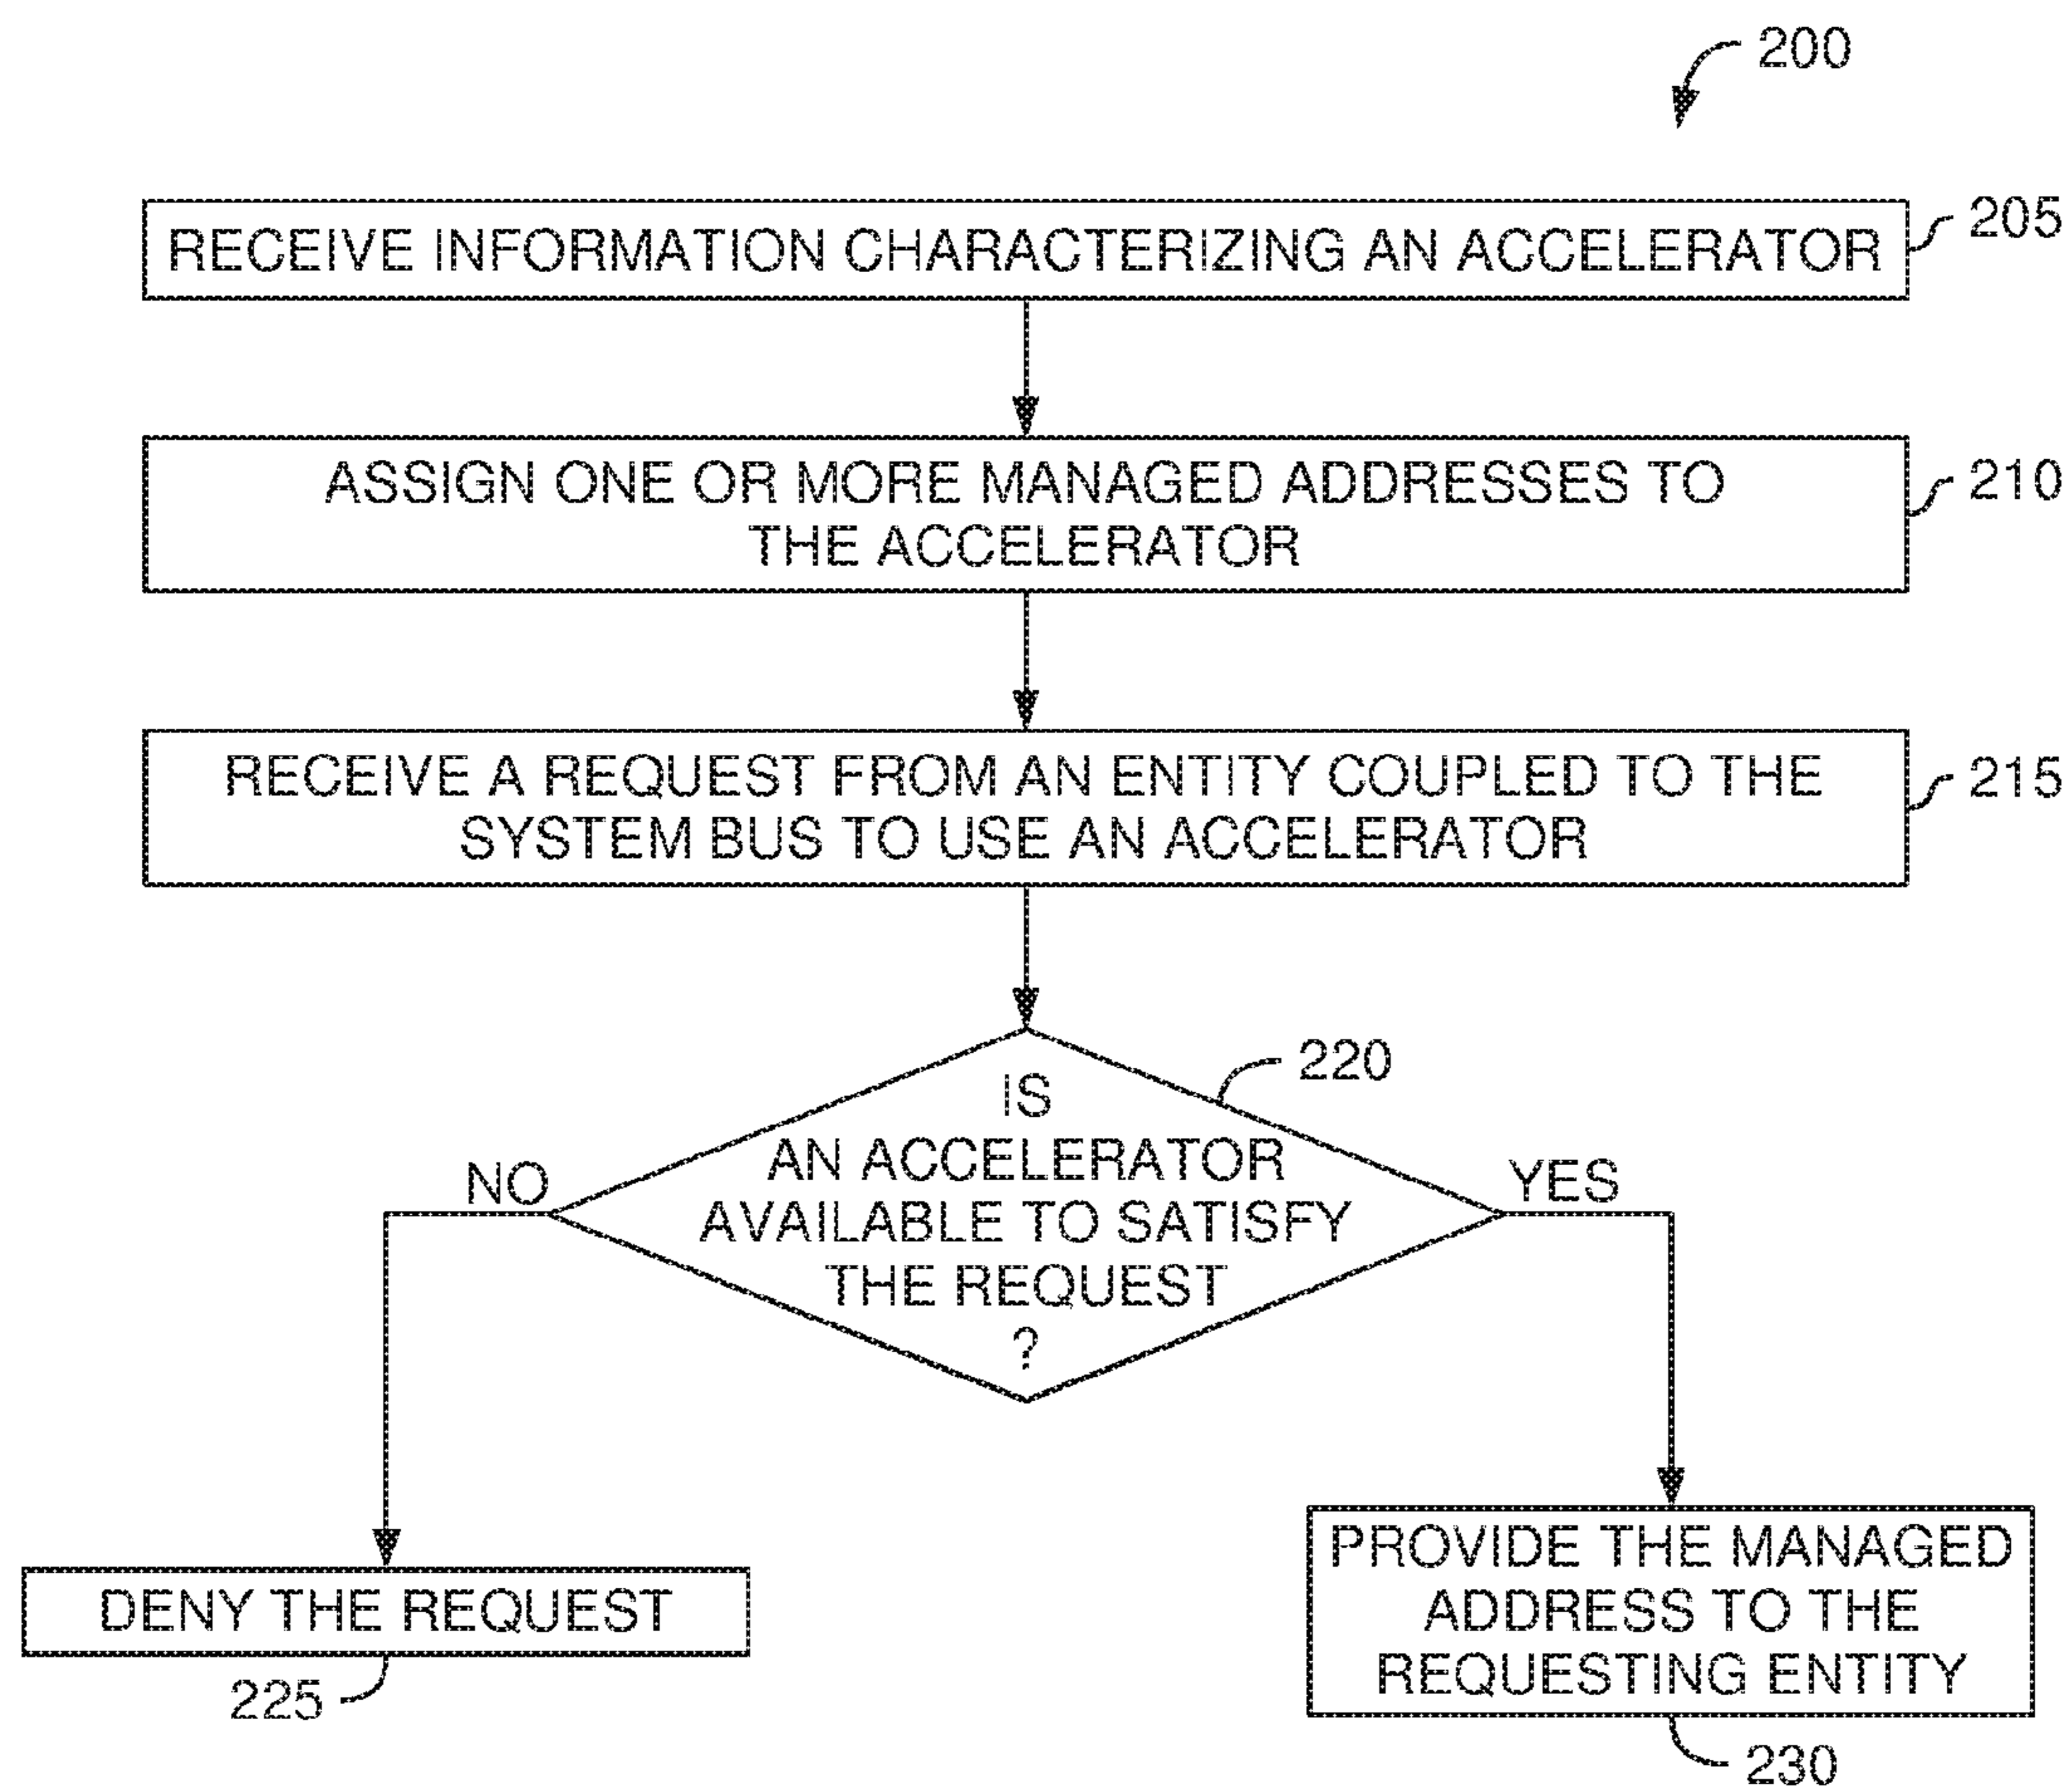 200
RECEIVE INFORMATION CHARACTERIZING AN ACCELERATOR
205
ASSIGN ONE OR MORE MANAGED ADDRESSES TO
THE ACCELERATOR
210
RECEIVE A REQUEST FROM AN ENTITY COUPLED TO THE
SYSTEM BUS TO USE AN ACCELERATOR
215
220
IS
AN ACCELERATOR
AVAILABLE TO SATISFY
THE REQUEST
?
NO
YES
DENY THE REQUEST
225
PROVIDE THE MANAGED
ADDRESS TO THE
REQUESTING ENTITY
230